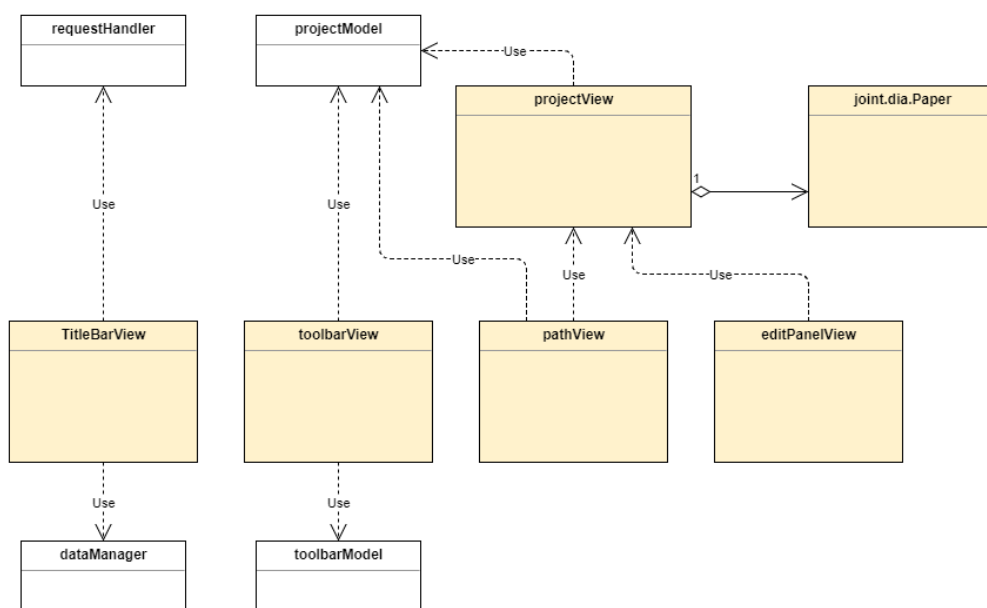 requestHandler
projectModel
Use
projectView
joint.dia.Paper
1
Use
Use
Use
Use
Use
TitleBarView
toolbarView
pathView
editPanelView
Use
Use
dataManager
toolbarModel